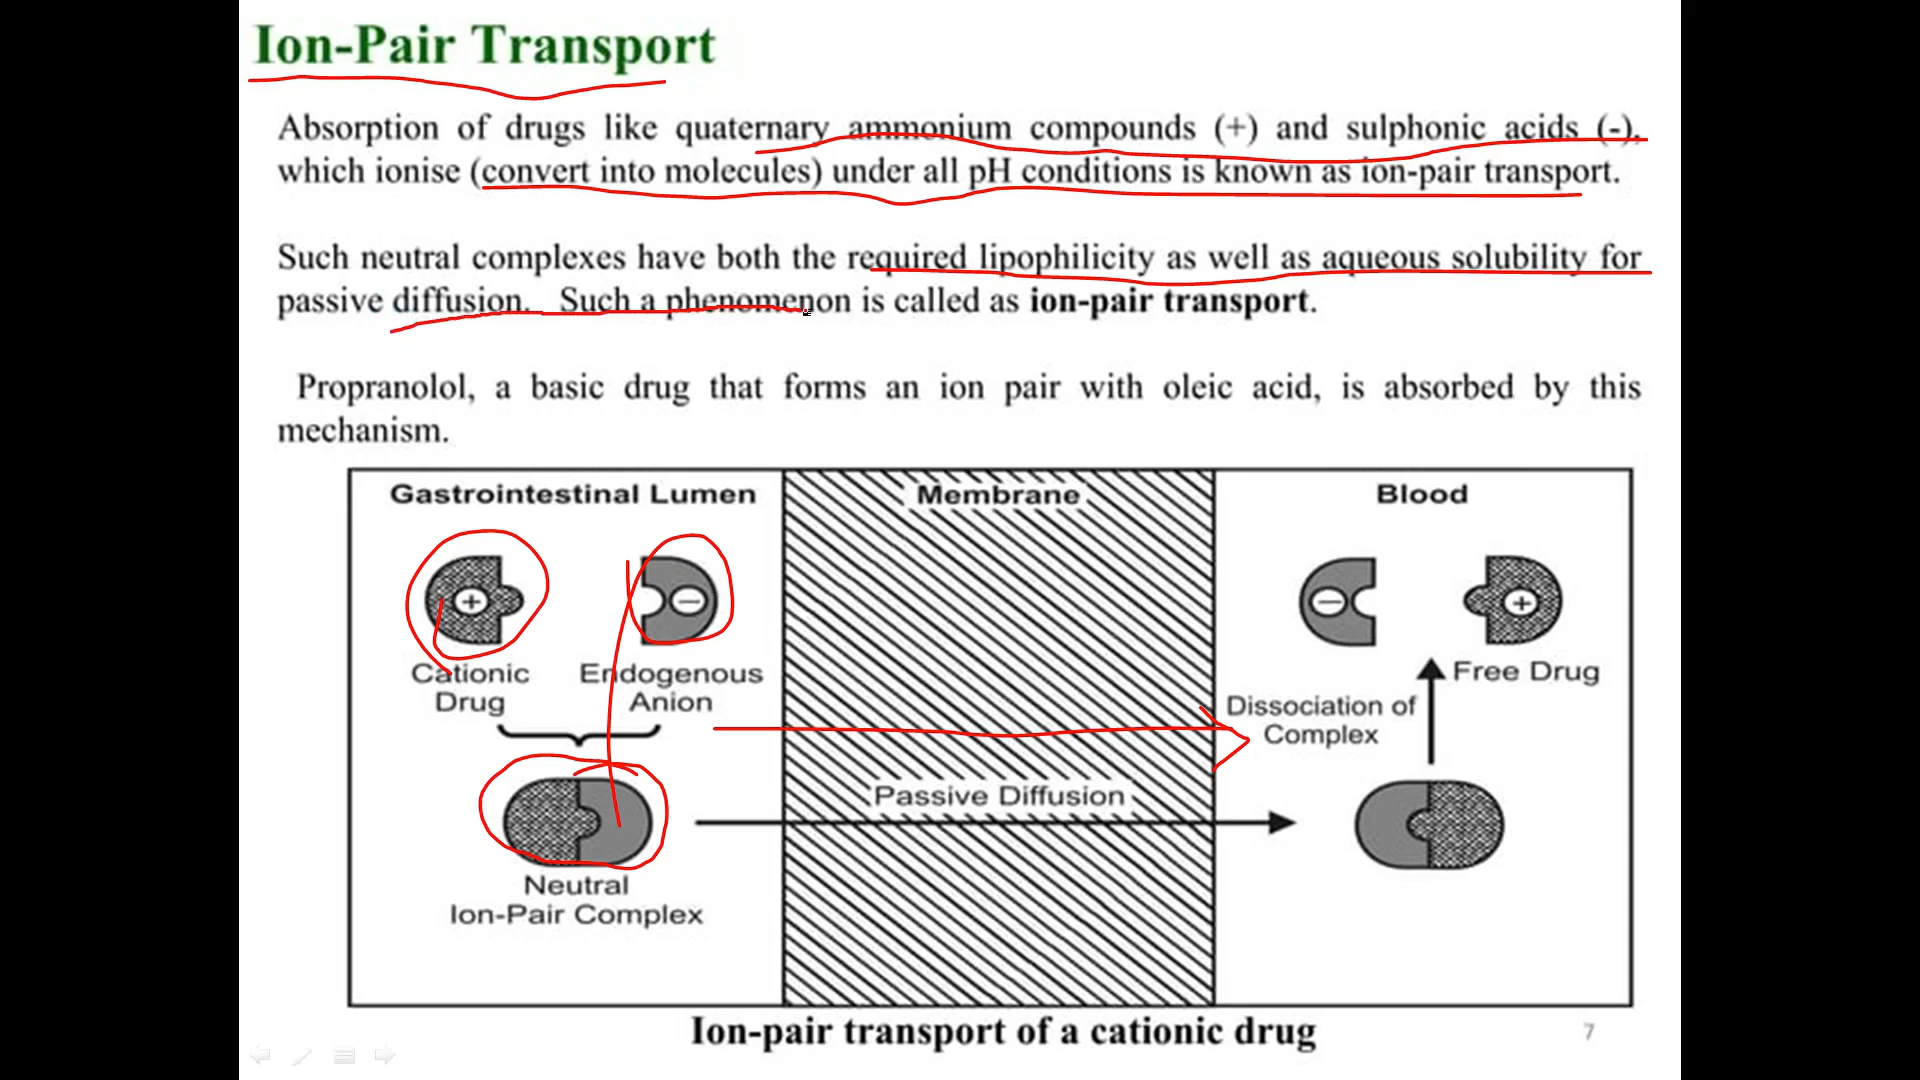 Ion-Pair Transport
Absorption of drugs like quaternary ammonium compounds (+) and sulphonic acids (-),
which ionise (convert into molecules) under all pH conditions is known as ion-pair transport.
Such neutral complexes have both the required lipophilicity as well as aqueous solubility for
passive diffusion. Such a phenomenon is called as ion-pair transport.
Propranolol, a basic drug that forms an ion pair with oleic acid, is absorbed by this
mechanism.
Gastrointestinal Lumen
Membrane
Blood
+
−
−
+
Cationic
Drug
Endogenous
Anion
Free Drug
Dissociation of
Complex
Passive Diffusion
Neutral
Ion-Pair Complex
Ion-pair transport of a cationic drug
7